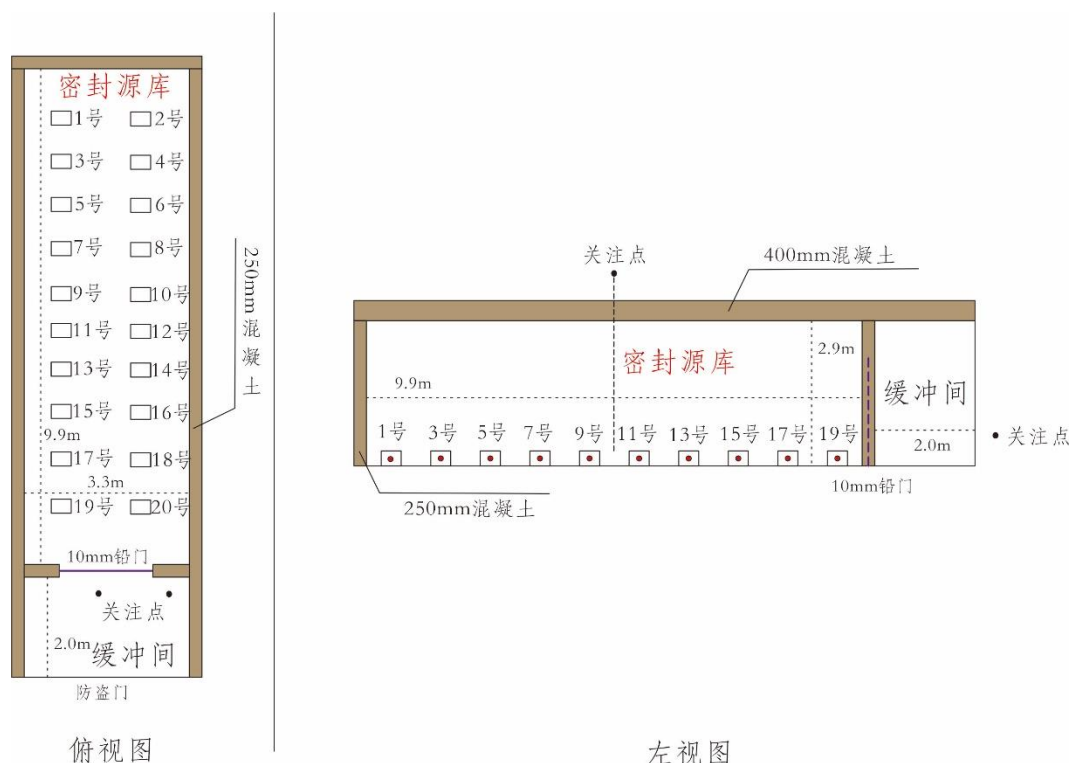 密封源库
1号 2号
3号 4号
5号 6号
7号 8号
9号 10号
11号 12号
13号 14号
15号 16号
9.9m
17号 18号
3.3m
19号 20号
10mm铅门
关注点
2.0m 缓冲间
防盗门
俯视图
250mm混凝土
关注点
400mm混凝土
密封源库
2.9m
9.9m
缓冲间
1号 3号 5号 7号 9号 11号 13号 15号 17号 19号
2.0m
关注点
10mm铅门
250mm混凝土
左视图